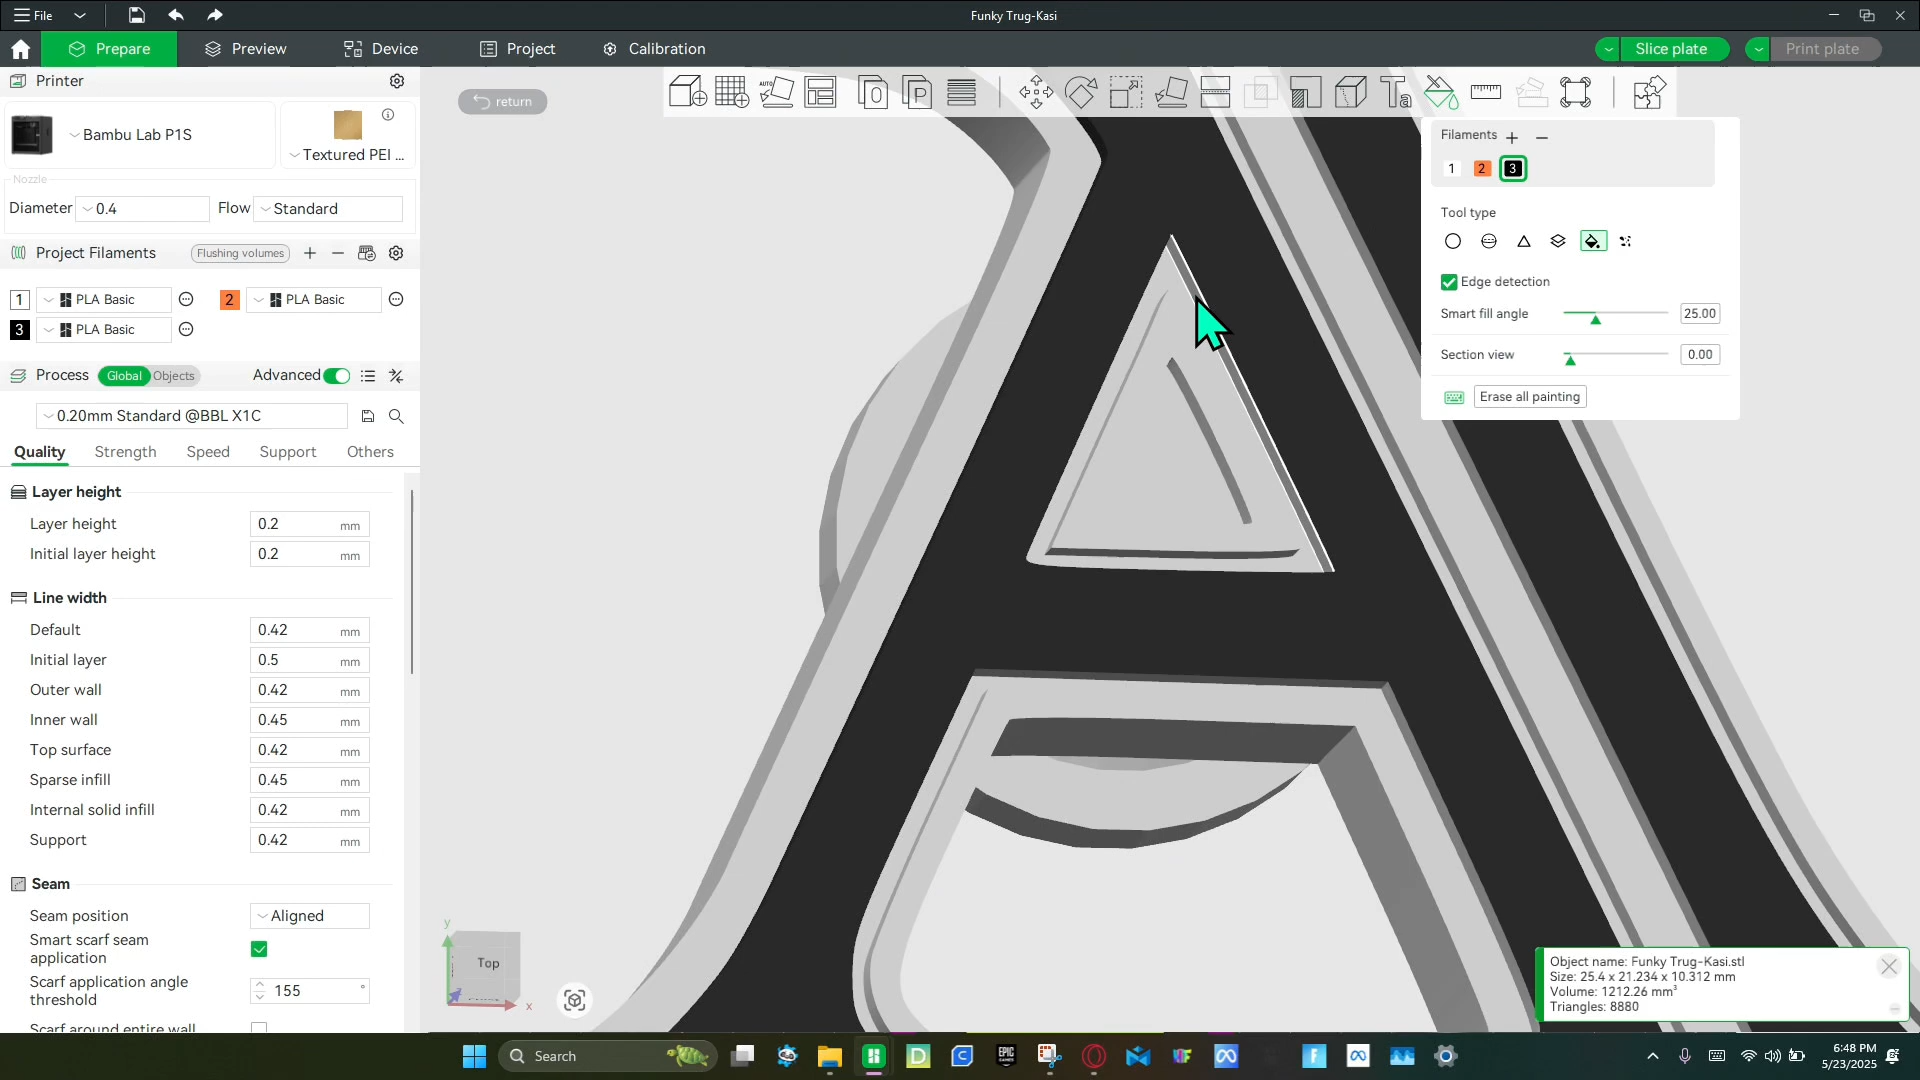 File
Funky Trug-Kasi
Prepare
Preview
Device
Project
Calibration
Slice plate
Print plate
Printer
return
Bambu Lab P1S
Textured PEI ...
Nozzle
Diameter
0.4
Flow
Standard
Project Filaments
Flushing volumes
1
PLA Basic
2
PLA Basic
3
PLA Basic
Process
Global
Objects
Advanced
0.20mm Standard @BBL X1C
Quality
Strength
Speed
Support
Others
Layer height
Layer height
0.2
mm
Initial layer height
0.2
mm
Line width
Default
0.42
mm
Initial layer
0.5
mm
Outer wall
0.42
mm
Inner wall
0.45
mm
Top surface
0.42
mm
Sparse infill
0.45
mm
Internal solid infill
0.42
mm
Support
0.42
mm
Seam
Seam position
Aligned
Smart scarf seam
application
Scarf application angle
threshold
155
°
Scarf around entire wall
Filaments
1
2
3
Tool type
Edge detection
Smart fill angle
25.00
Section view
0.00
Erase all painting
y
Top
x
Object name: Funky Trug-Kasi.stl
Size: 25.4 x 21.234 x 10.312 mm
Volume: 1212.26 mm³
Triangles: 8880
Search
6:48 PM
5/23/2025